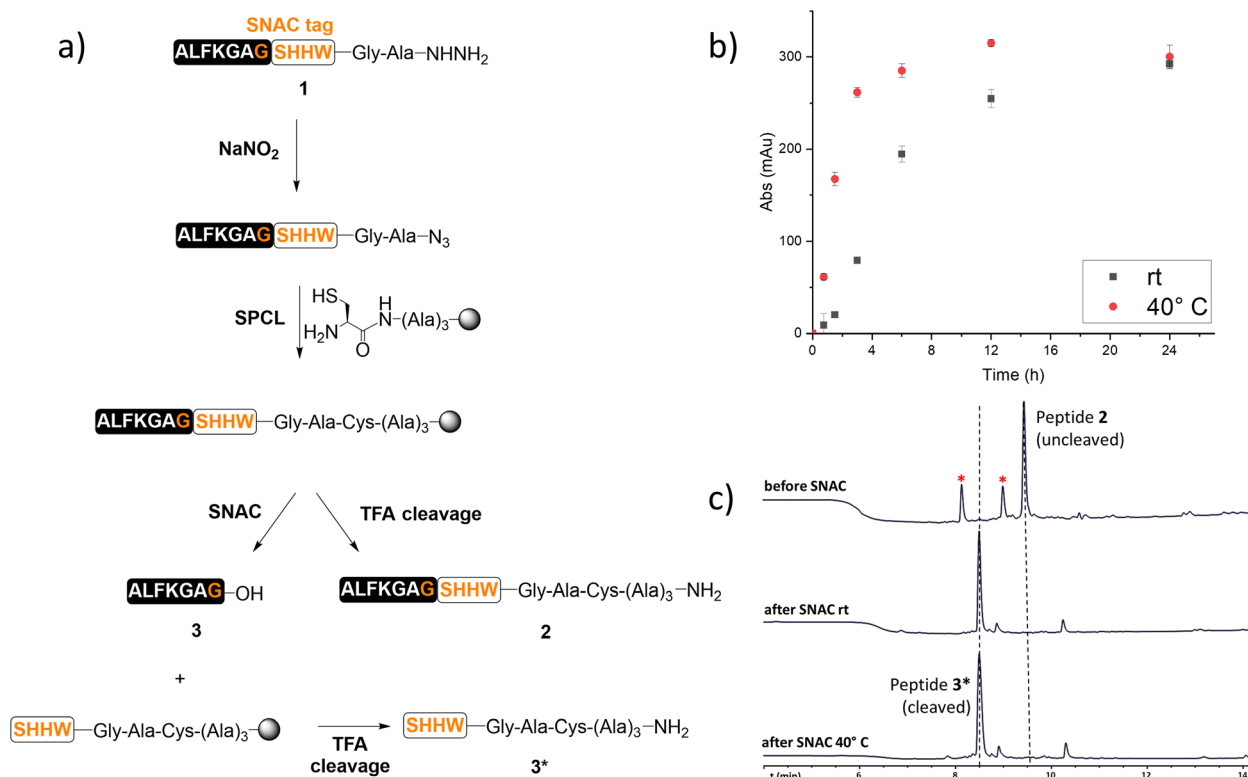 a)
SNAC tag
ALFKGAG SHHW Gly-Ala-NHNH2
1
NaNO2
ALFKGAG SHHW Gly-Ala-N3
SPCL
HS
H2N
O
H
N-(Ala)3
ALFKGAG SHHW Gly-Ala-Cys-(Ala)3
SNAC
TFA cleavage
ALFKGAG OH
3
ALFKGAG SHHW Gly-Ala-Cys-(Ala)3-NH2
2
+
SHHW Gly-Ala-Cys-(Ala)3
TFA
cleavage
SHHW Gly-Ala-Cys-(Ala)3-NH2
3*
b)
Abs (mAu)
300
200
100
0
0 4 8 12 16 20 24
Time (h)
rt
40° C
c)
Peptide 2
(uncleaved)
before SNAC
* *
after SNAC rt
Peptide 3*
(cleaved)
after SNAC 40° C
t (min) 6 8 10 12 14